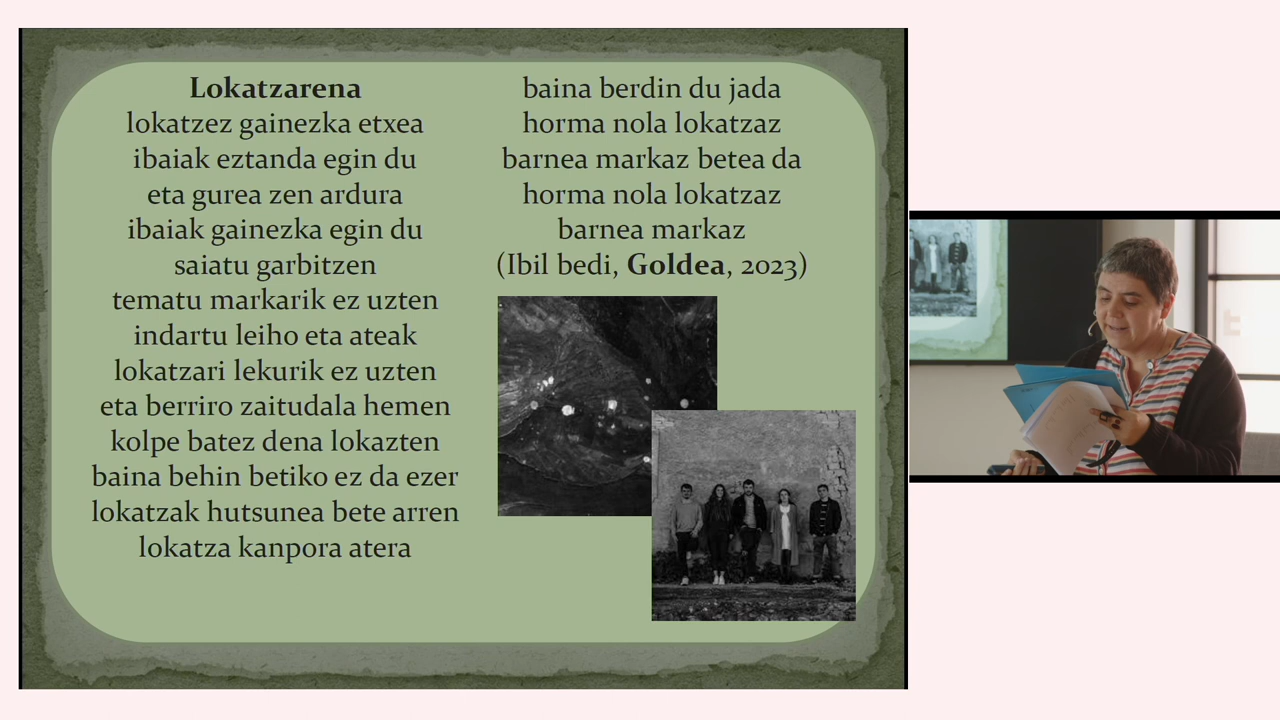 Lokatzarena
lokatzez gainezka etxea
ibaiak eztanda egin du
eta gurea zen ardura
ibaiak gainezka egin du
saiatu garbitzen
tematu markarik ez uzten
indartu leiho eta ateak
lokatzari lekurik ez uzten
eta berriro zaitudala hemen
kolpe batez dena lokazten
baina behin betiko ez da ezer
lokatzak hutsunea bete arren
lokatza kanpora atera
baina berdin du jada
horma nola lokatzaz
barnea markaz betea da
horma nola lokatzaz
barnea markaz
(Ibil bedi, Goldea, 2023)